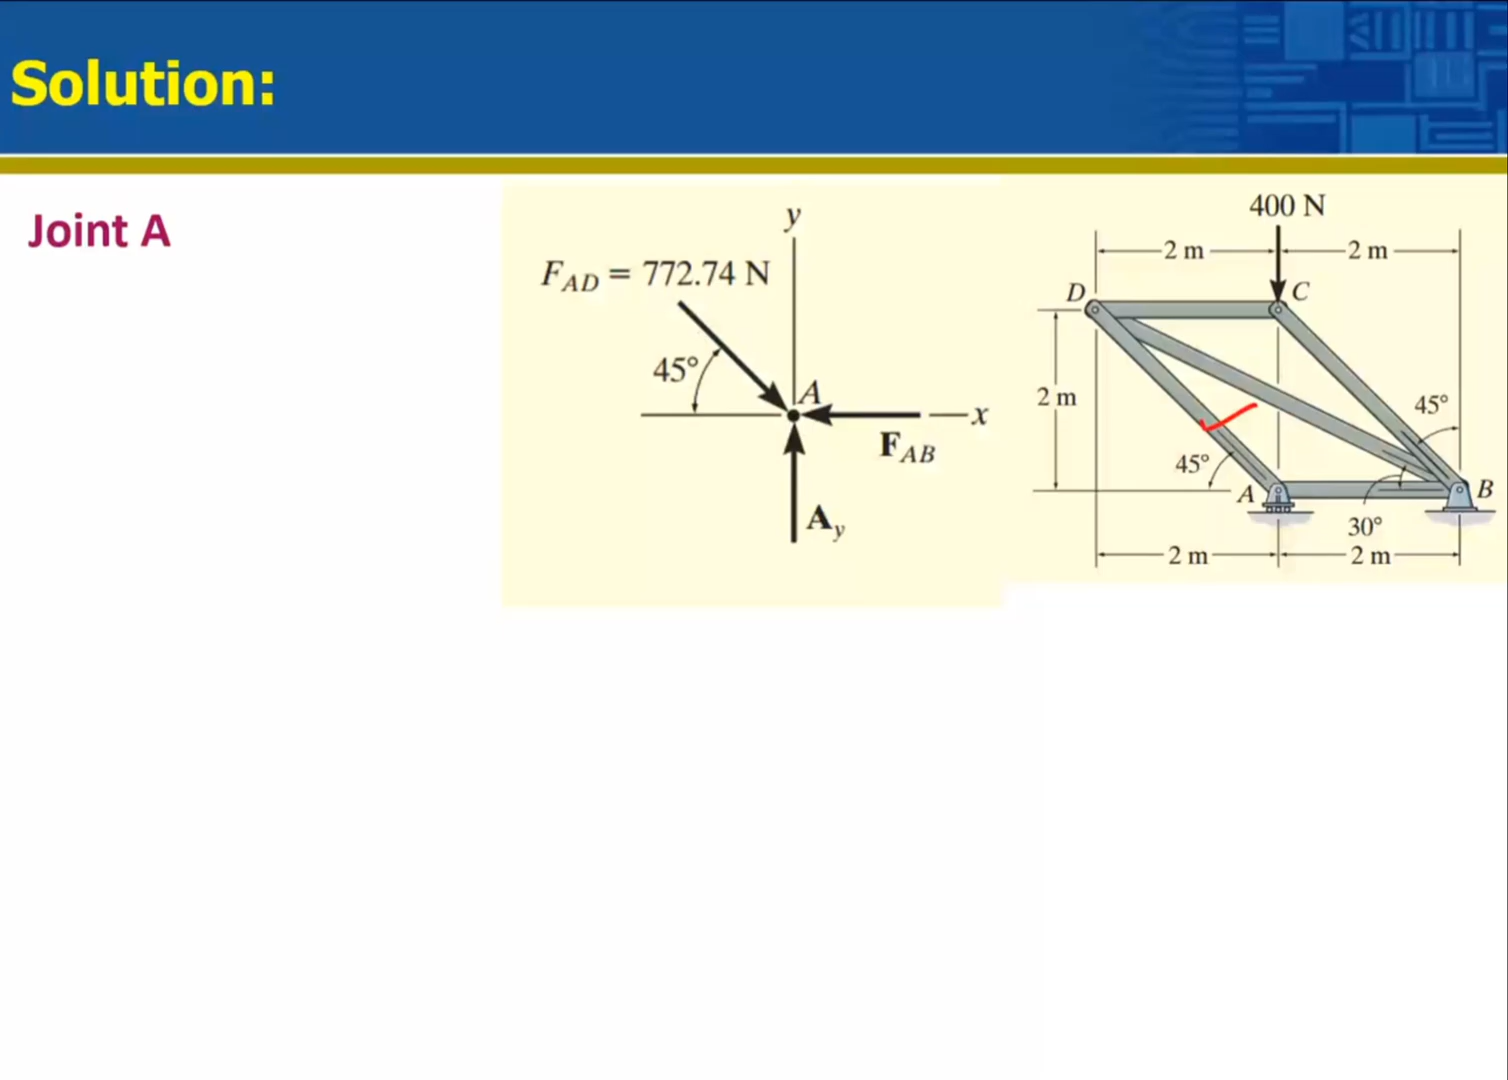 Solution:
Joint A
y
F_AD = 772.74 N
45°
A
x
F_AB
A_y
400 N
2 m
2 m
D
C
2 m
45°
45°
A
B
30°
2 m
2 m